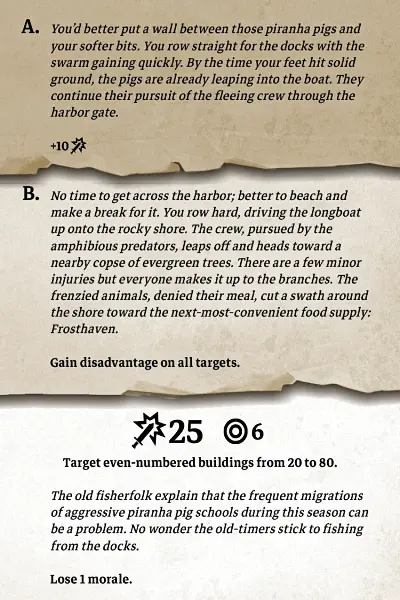 A. You'd better put a wall between those piranha pigs and
your softer bits. You row straight for the docks with the
swarm gaining quickly. By the time your feet hit solid
ground, the pigs are already leaping into the boat. They
continue their pursuit of the fleeing crew through the
harbor gate.
+10
B. No time to get across the harbor; better to beach and
make a break for it. You row hard, driving the longboat
up onto the rocky shore. The crew, pursued by the
amphibious predators, leaps off and heads toward a
nearby copse of evergreen trees. There are a few minor
injuries but everyone makes it up to the branches. The
frenzied animals, denied their meal, cut a swath around
the shore toward the next-most-convenient food supply:
Frosthaven.
Gain disadvantage on all targets.
25 6
Target even-numbered buildings from 20 to 80.
The old fisherfolk explain that the frequent migrations
of aggressive piranha pig schools during this season can
be a problem. No wonder the old-timers stick to fishing
from the docks.
Lose 1 morale.